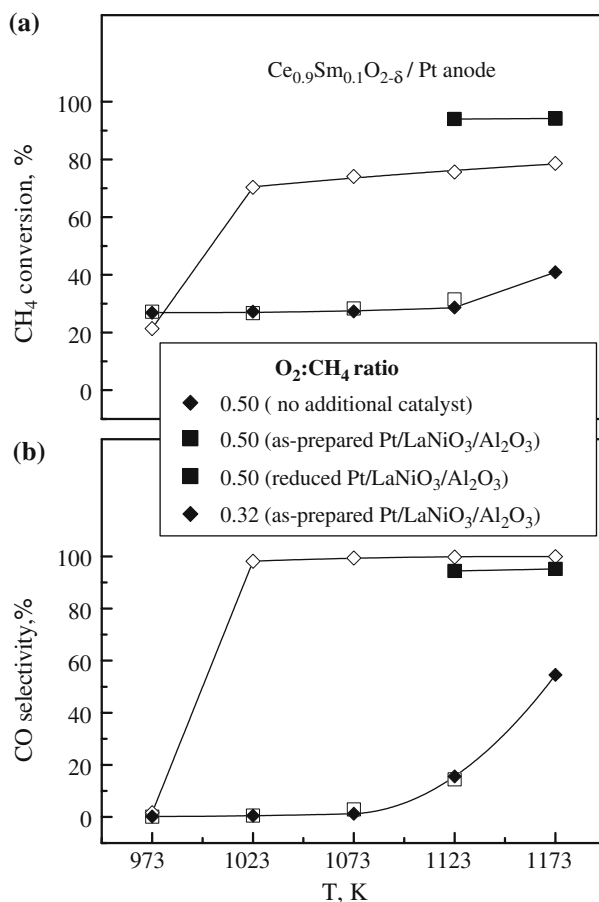 (a)
Ce0.9Sm0.1O2-δ / Pt anode
100
80
60
40
20
0
CH4 conversion, %
O2:CH4 ratio
0.50 ( no additional catalyst)
0.50 (as-prepared Pt/LaNiO3/Al2O3)
0.50 (reduced Pt/LaNiO3/Al2O3)
0.32 (as-prepared Pt/LaNiO3/Al2O3)
(b)
100
80
60
40
20
0
CO selectivity,%
973 1023 1073 1123 1173
T, K